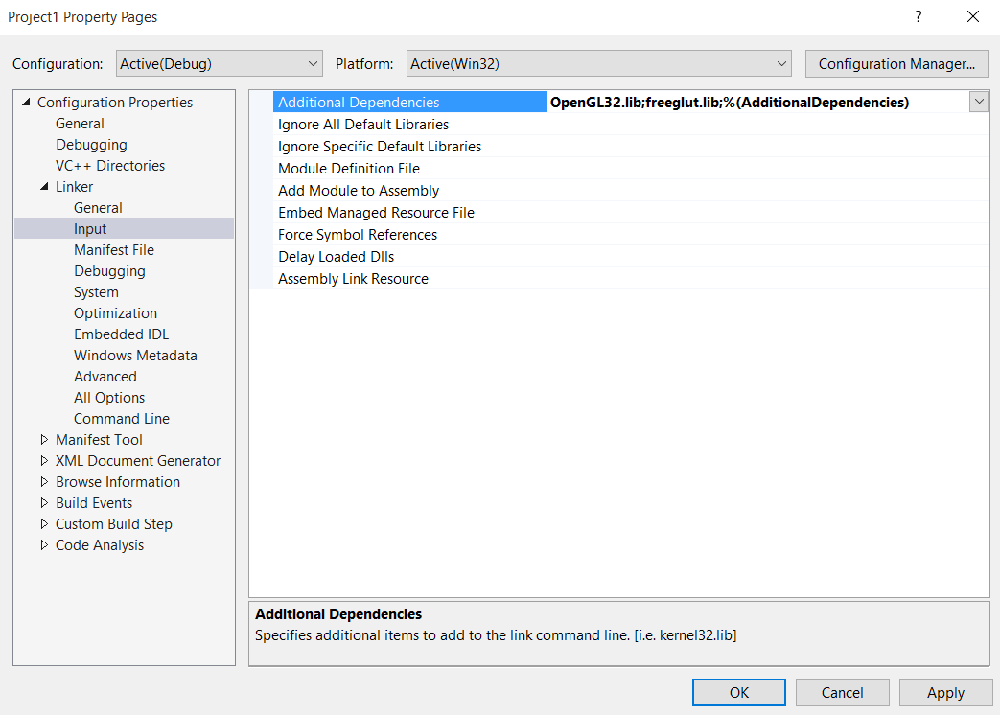 Project1 Property Pages
?
Configuration: Active(Debug) Platform: Active(Win32) Configuration Manager...
Configuration Properties
General
Debugging
VC++ Directories
Linker
General
Input
Manifest File
Debugging
System
Optimization
Embedded IDL
Windows Metadata
Advanced
All Options
Command Line
Manifest Tool
XML Document Generator
Browse Information
Build Events
Custom Build Step
Code Analysis
Additional Dependencies OpenGL32.lib;freeglut.lib;%(AdditionalDependencies)
Ignore All Default Libraries
Ignore Specific Default Libraries
Module Definition File
Add Module to Assembly
Embed Managed Resource File
Force Symbol References
Delay Loaded Dlls
Assembly Link Resource
Additional Dependencies
Specifies additional items to add to the link command line. [i.e. kernel32.lib]
OK Cancel Apply